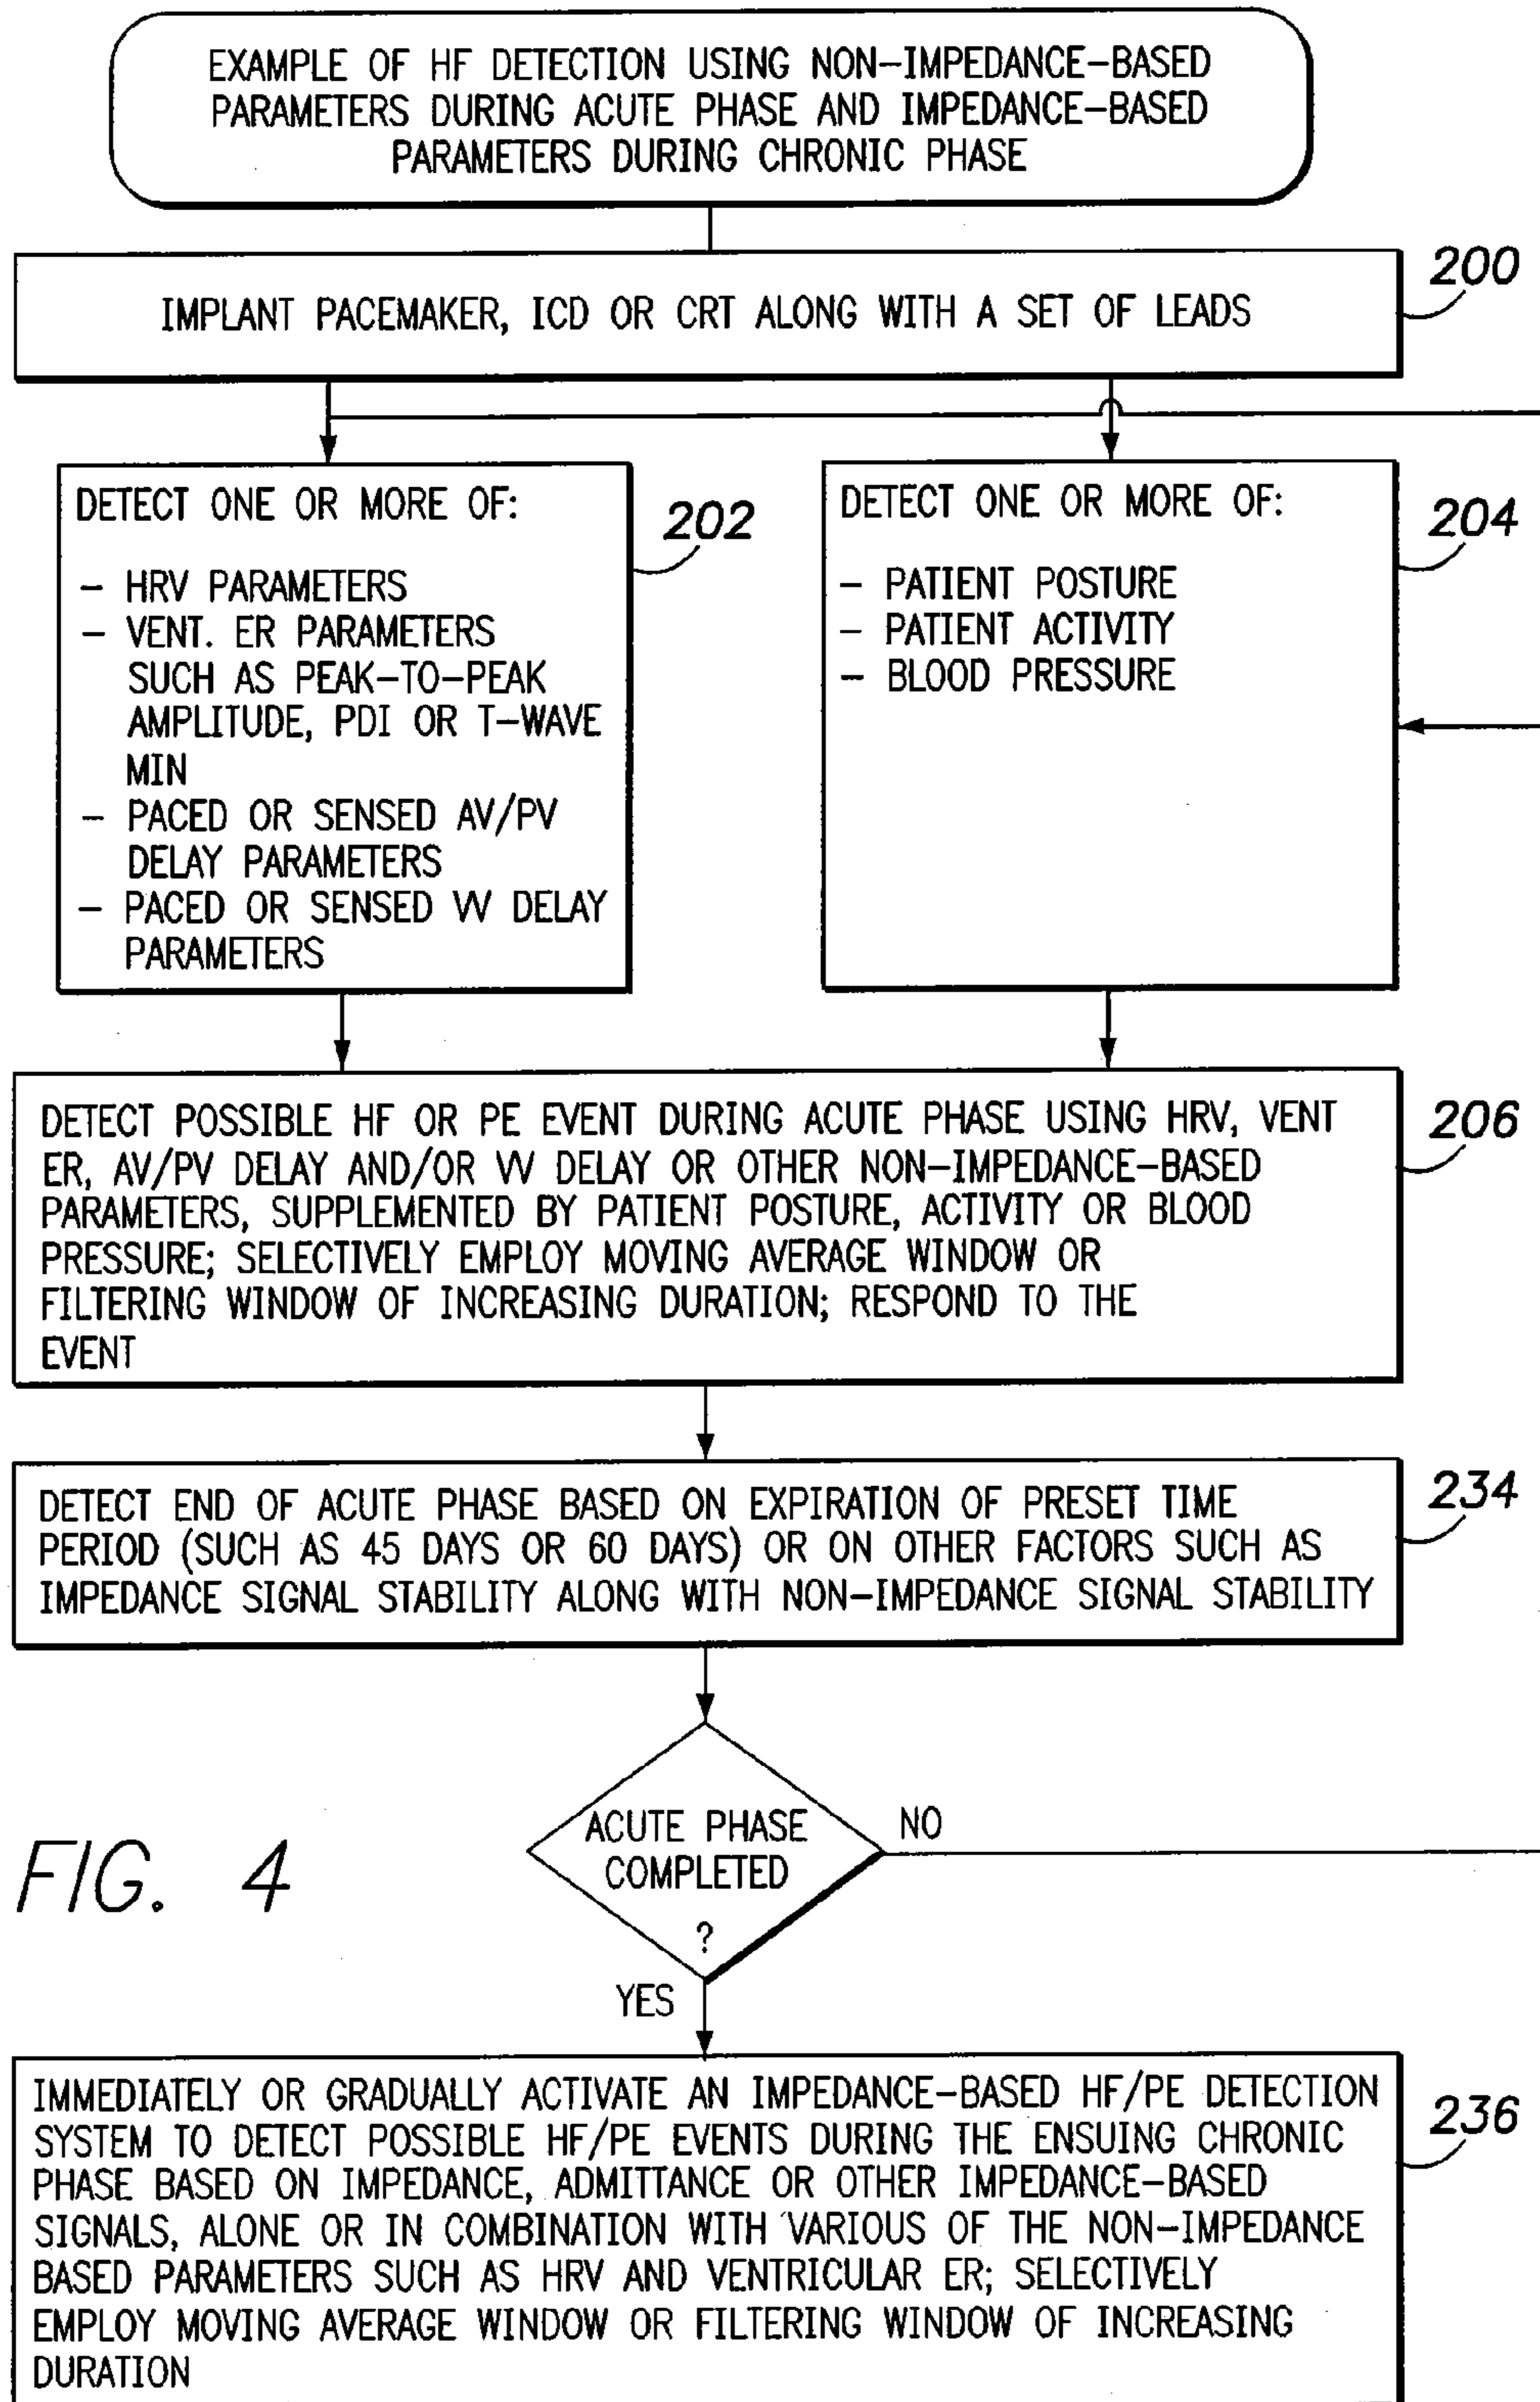 EXAMPLE OF HF DETECTION USING NON-IMPEDANCE-BASED
PARAMETERS DURING ACUTE PHASE AND IMPEDANCE-BASED
PARAMETERS DURING CHRONIC PHASE
IMPLANT PACEMAKER, ICD OR CRT ALONG WITH A SET OF LEADS
200
DETECT ONE OR MORE OF:
- HRV PARAMETERS
- VENT. ER PARAMETERS
SUCH AS PEAK-TO-PEAK
AMPLITUDE, PDI OR T-WAVE
MIN
- PACED OR SENSED AV/PV
DELAY PARAMETERS
- PACED OR SENSED VV DELAY
PARAMETERS
202
DETECT ONE OR MORE OF:
- PATIENT POSTURE
- PATIENT ACTIVITY
- BLOOD PRESSURE
204
DETECT POSSIBLE HF OR PE EVENT DURING ACUTE PHASE USING HRV, VENT
ER, AV/PV DELAY AND/OR VV DELAY OR OTHER NON-IMPEDANCE-BASED
PARAMETERS, SUPPLEMENTED BY PATIENT POSTURE, ACTIVITY OR BLOOD
PRESSURE; SELECTIVELY EMPLOY MOVING AVERAGE WINDOW OR
FILTERING WINDOW OF INCREASING DURATION; RESPOND TO THE
EVENT
206
DETECT END OF ACUTE PHASE BASED ON EXPIRATION OF PRESET TIME
PERIOD (SUCH AS 45 DAYS OR 60 DAYS) OR ON OTHER FACTORS SUCH AS
IMPEDANCE SIGNAL STABILITY ALONG WITH NON-IMPEDANCE SIGNAL STABILITY
234
ACUTE PHASE
COMPLETED
?
NO
YES
FIG. 4
IMMEDIATELY OR GRADUALLY ACTIVATE AN IMPEDANCE-BASED HF/PE DETECTION
SYSTEM TO DETECT POSSIBLE HF/PE EVENTS DURING THE ENSUING CHRONIC
PHASE BASED ON IMPEDANCE, ADMITTANCE OR OTHER IMPEDANCE-BASED
SIGNALS, ALONE OR IN COMBINATION WITH VARIOUS OF THE NON-IMPEDANCE
BASED PARAMETERS SUCH AS HRV AND VENTRICULAR ER; SELECTIVELY
EMPLOY MOVING AVERAGE WINDOW OR FILTERING WINDOW OF INCREASING
DURATION
236